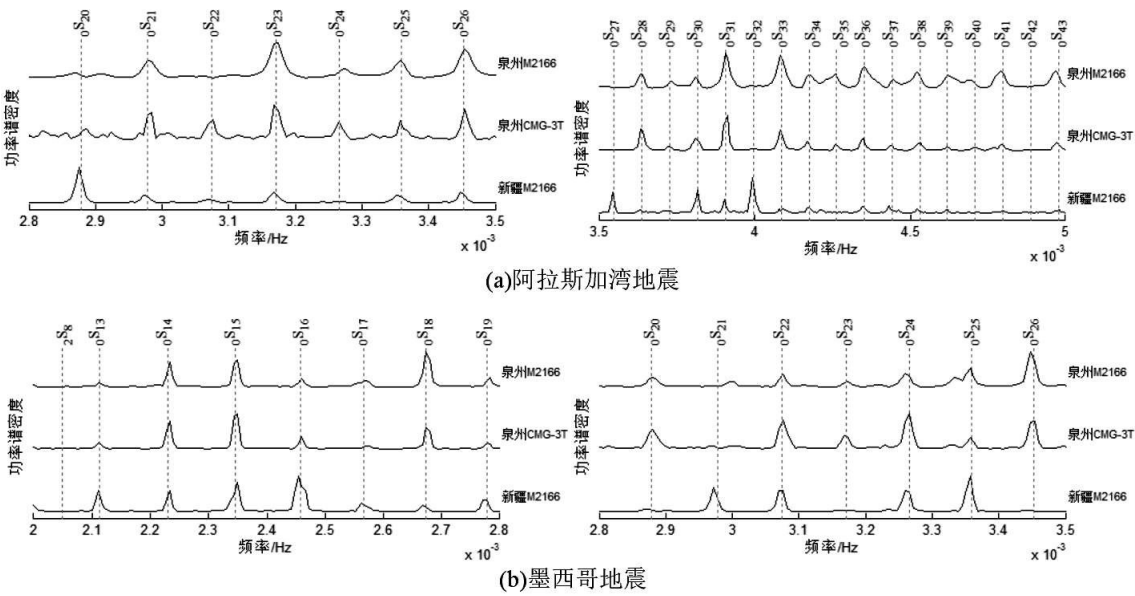 0S20 0S21 0S22 0S23 0S24 0S25 0S26
泉州M2166
泉州CMG-3T
新疆M2166
功率谱密度
2.8 2.9 3 3.1 3.2 3.3 3.4 3.5
频率/Hz
x 10-3
0S27 0S28 0S29 0S30 0S31 0S32 0S33 0S34 0S35 0S36 0S37 0S38 0S39 0S40 0S41 0S42 0S43
泉州M2166
泉州CMG-3T
新疆M2166
功率谱密度
3.5 4 4.5 5
频率/Hz
x 10-3
(a)阿拉斯加湾地震
2S8 0S13 0S14 0S15 0S16 0S17 0S18 0S19
泉州M2166
泉州CMG-3T
新疆M2166
功率谱密度
2 2.1 2.2 2.3 2.4 2.5 2.6 2.7 2.8
频率/Hz
x 10-3
0S20 0S21 0S22 0S23 0S24 0S25 0S26
泉州M2166
泉州CMG-3T
新疆M2166
功率谱密度
2.8 2.9 3 3.1 3.2 3.3 3.4 3.5
频率/Hz
x 10-3
(b)墨西哥地震